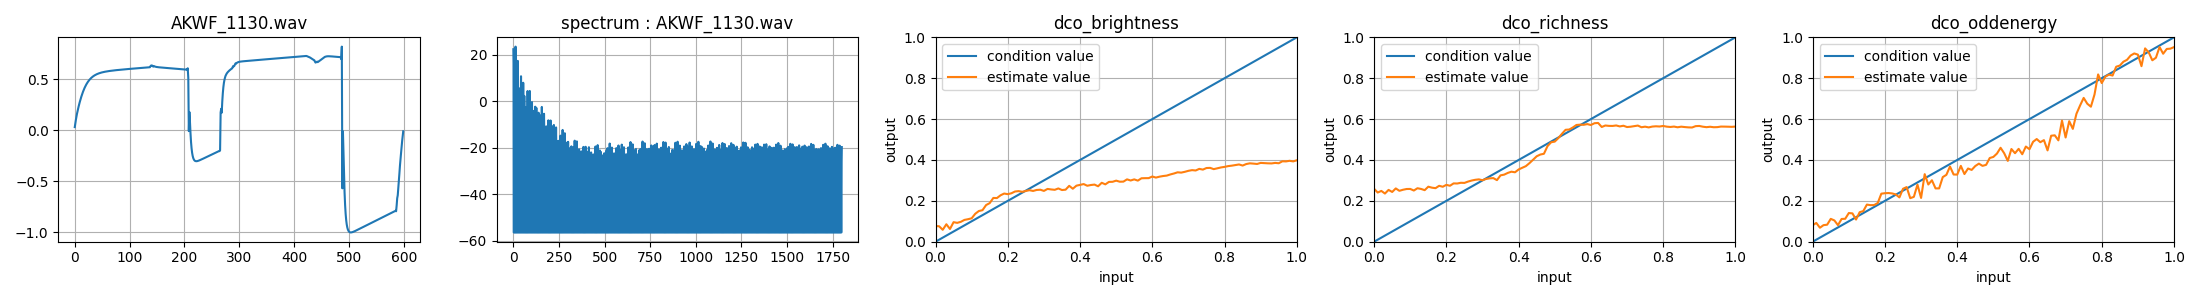 AKWF_1130.wav
0.5
0.0
−0.5
−1.0
0 100 200 300 400 500 600
spectrum : AKWF_1130.wav
20
0
−20
−40
−60
0 250 500 750 1000 1250 1500 1750
dco_brightness
condition value
estimate value
output
1.0
0.8
0.6
0.4
0.2
0.0
0.0 0.2 0.4 0.6 0.8 1.0
input
dco_richness
condition value
estimate value
output
1.0
0.8
0.6
0.4
0.2
0.0
0.0 0.2 0.4 0.6 0.8 1.0
input
dco_oddenergy
condition value
estimate value
output
1.0
0.8
0.6
0.4
0.2
0.0
0.0 0.2 0.4 0.6 0.8 1.0
input